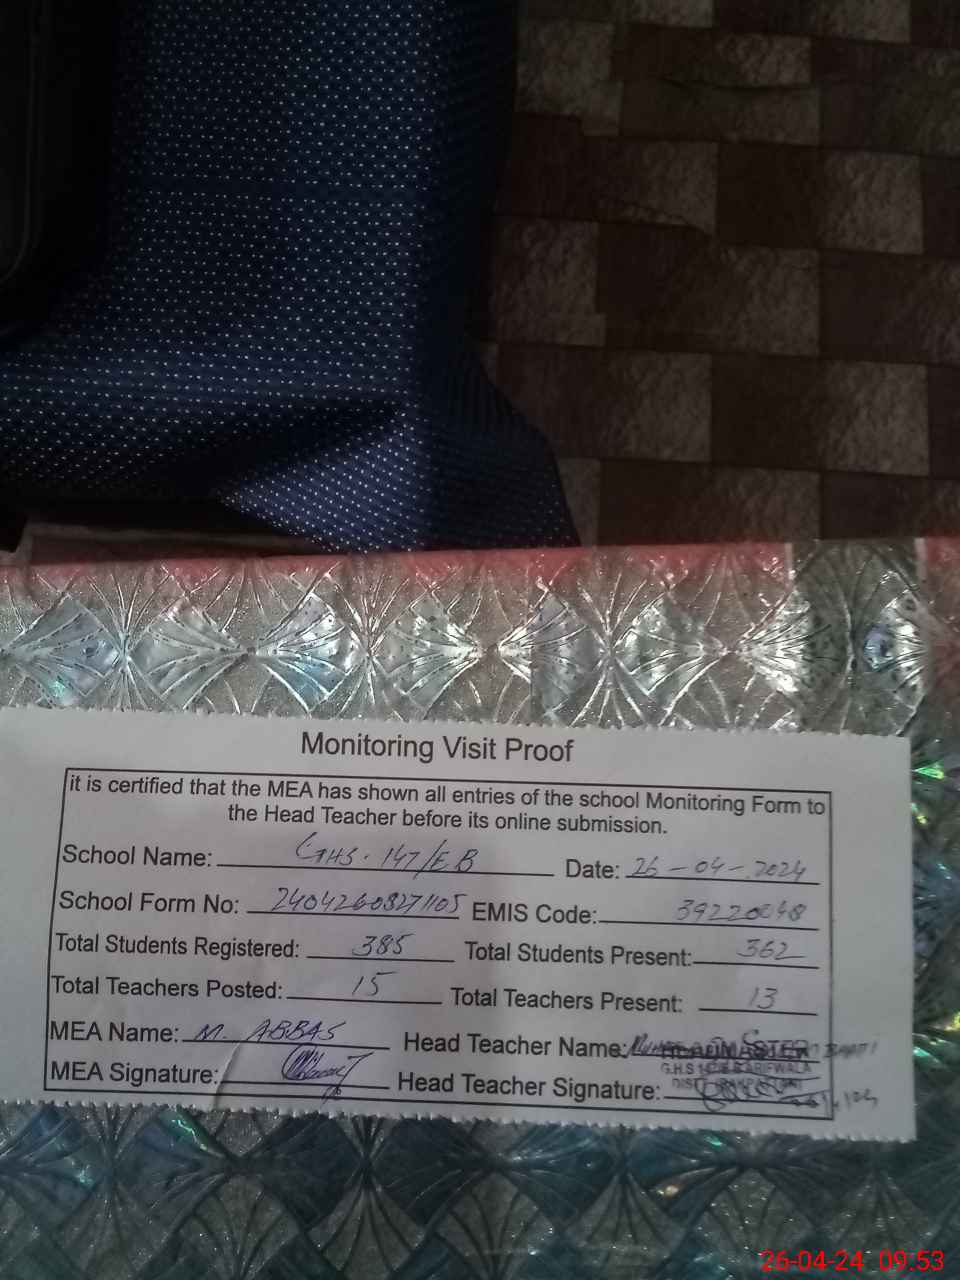 Monitoring Visit Proof
it is certified that the MEA has shown all entries of the school Monitoring Form to
the Head Teacher before its online submission.
School Name: GHS. 147/EB Date: 26-04-2024
School Form No: 24042608271105 EMIS Code: 39220048
Total Students Registered: 385 Total Students Present: 362
Total Teachers Posted: 15 Total Teachers Present: 13
MEA Name: M. ABBAS Head Teacher Name:
HEADMASTER
G.H.S ARIFWALA
MEA Signature: Head Teacher Signature:
26-04-24 09:53